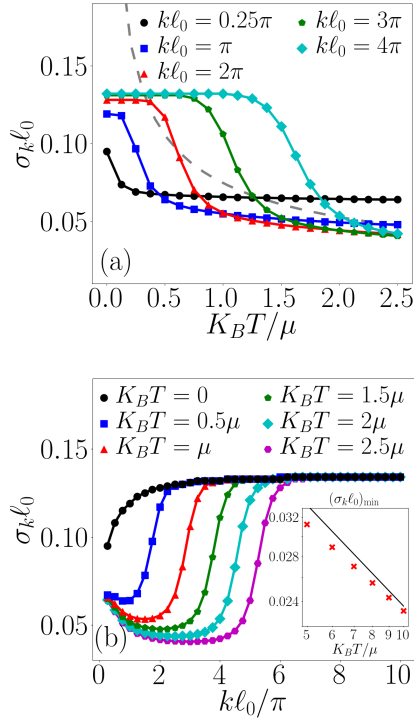 kℓ₀ = 0.25π
kℓ₀ = π
kℓ₀ = 2π
kℓ₀ = 3π
kℓ₀ = 4π
0.15
0.10
0.05
σₖℓ₀
(a)
0.0 0.5 1.0 1.5 2.0 2.5
K_BT/μ
K_BT = 0
K_BT = 0.5μ
K_BT = μ
K_BT = 1.5μ
K_BT = 2μ
K_BT = 2.5μ
0.15
0.10
0.05
σₖℓ₀
(b)
(σₖℓ₀)min
0.032
0.028
0.024
5 6 7 8 9 10
K_BT/μ
0 2 4 6 8 10
kℓ₀/π